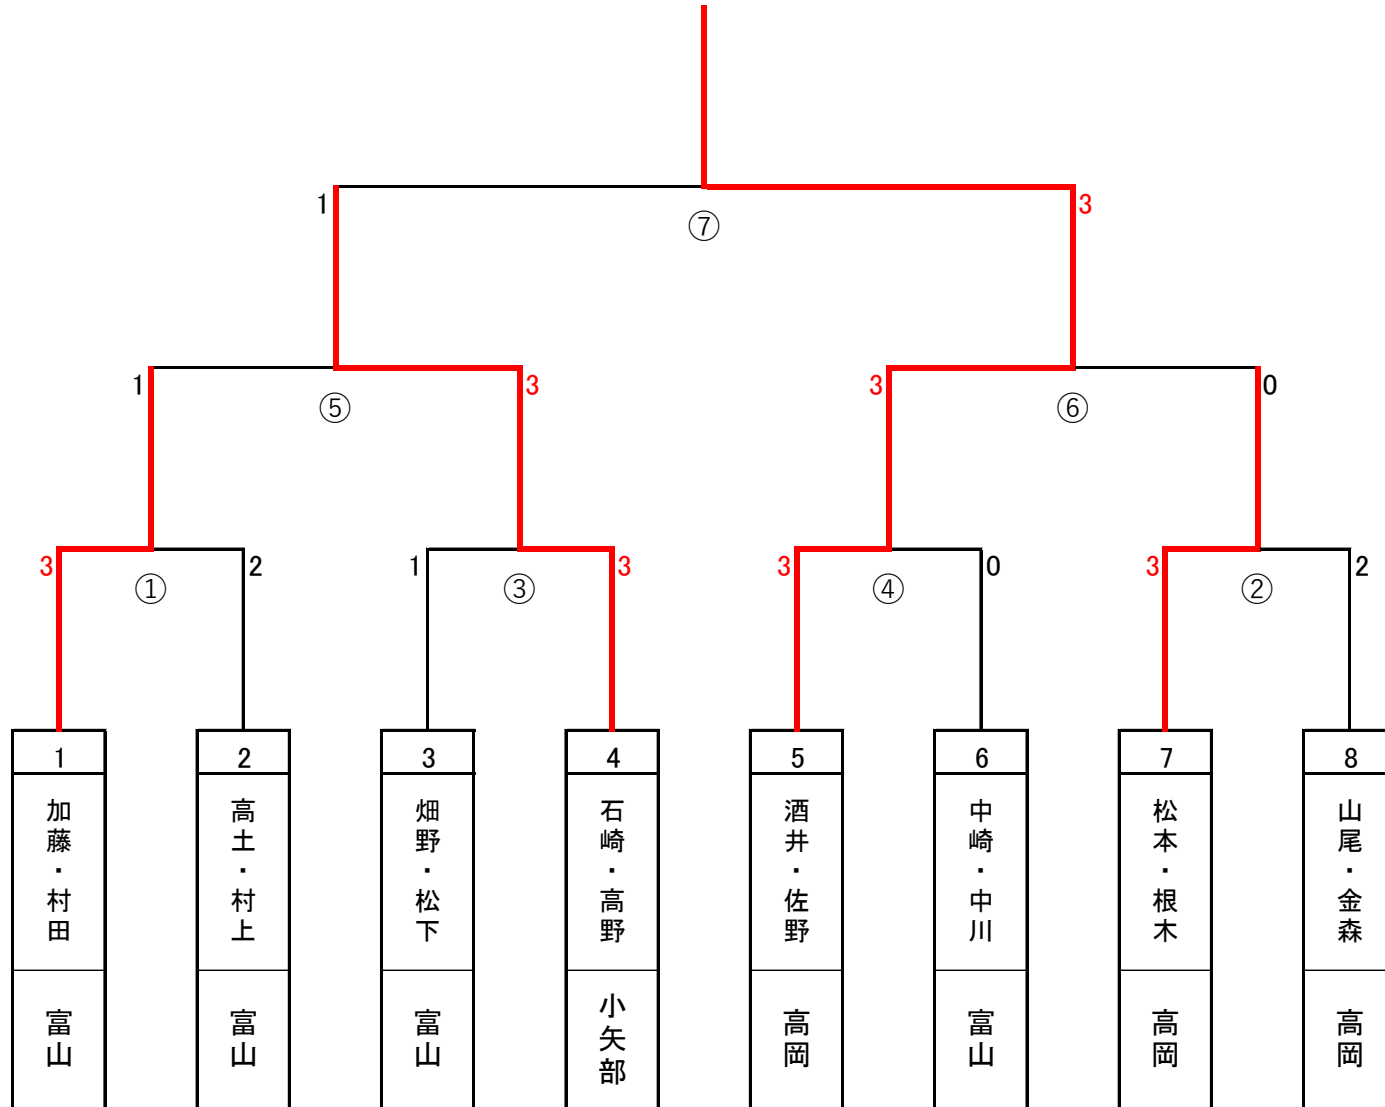 1
3
⑦
1
3
3
0
⑤
⑥
3
2
1
3
3
0
3
2
①
③
④
②
1
2
3
4
5
6
7
8
加藤・村田
高土・村上
畑野・松下
石崎・高野
酒井・佐野
中崎・中川
松本・根木
山尾・金森
富山
富山
富山
小矢部
高岡
富山
高岡
高岡